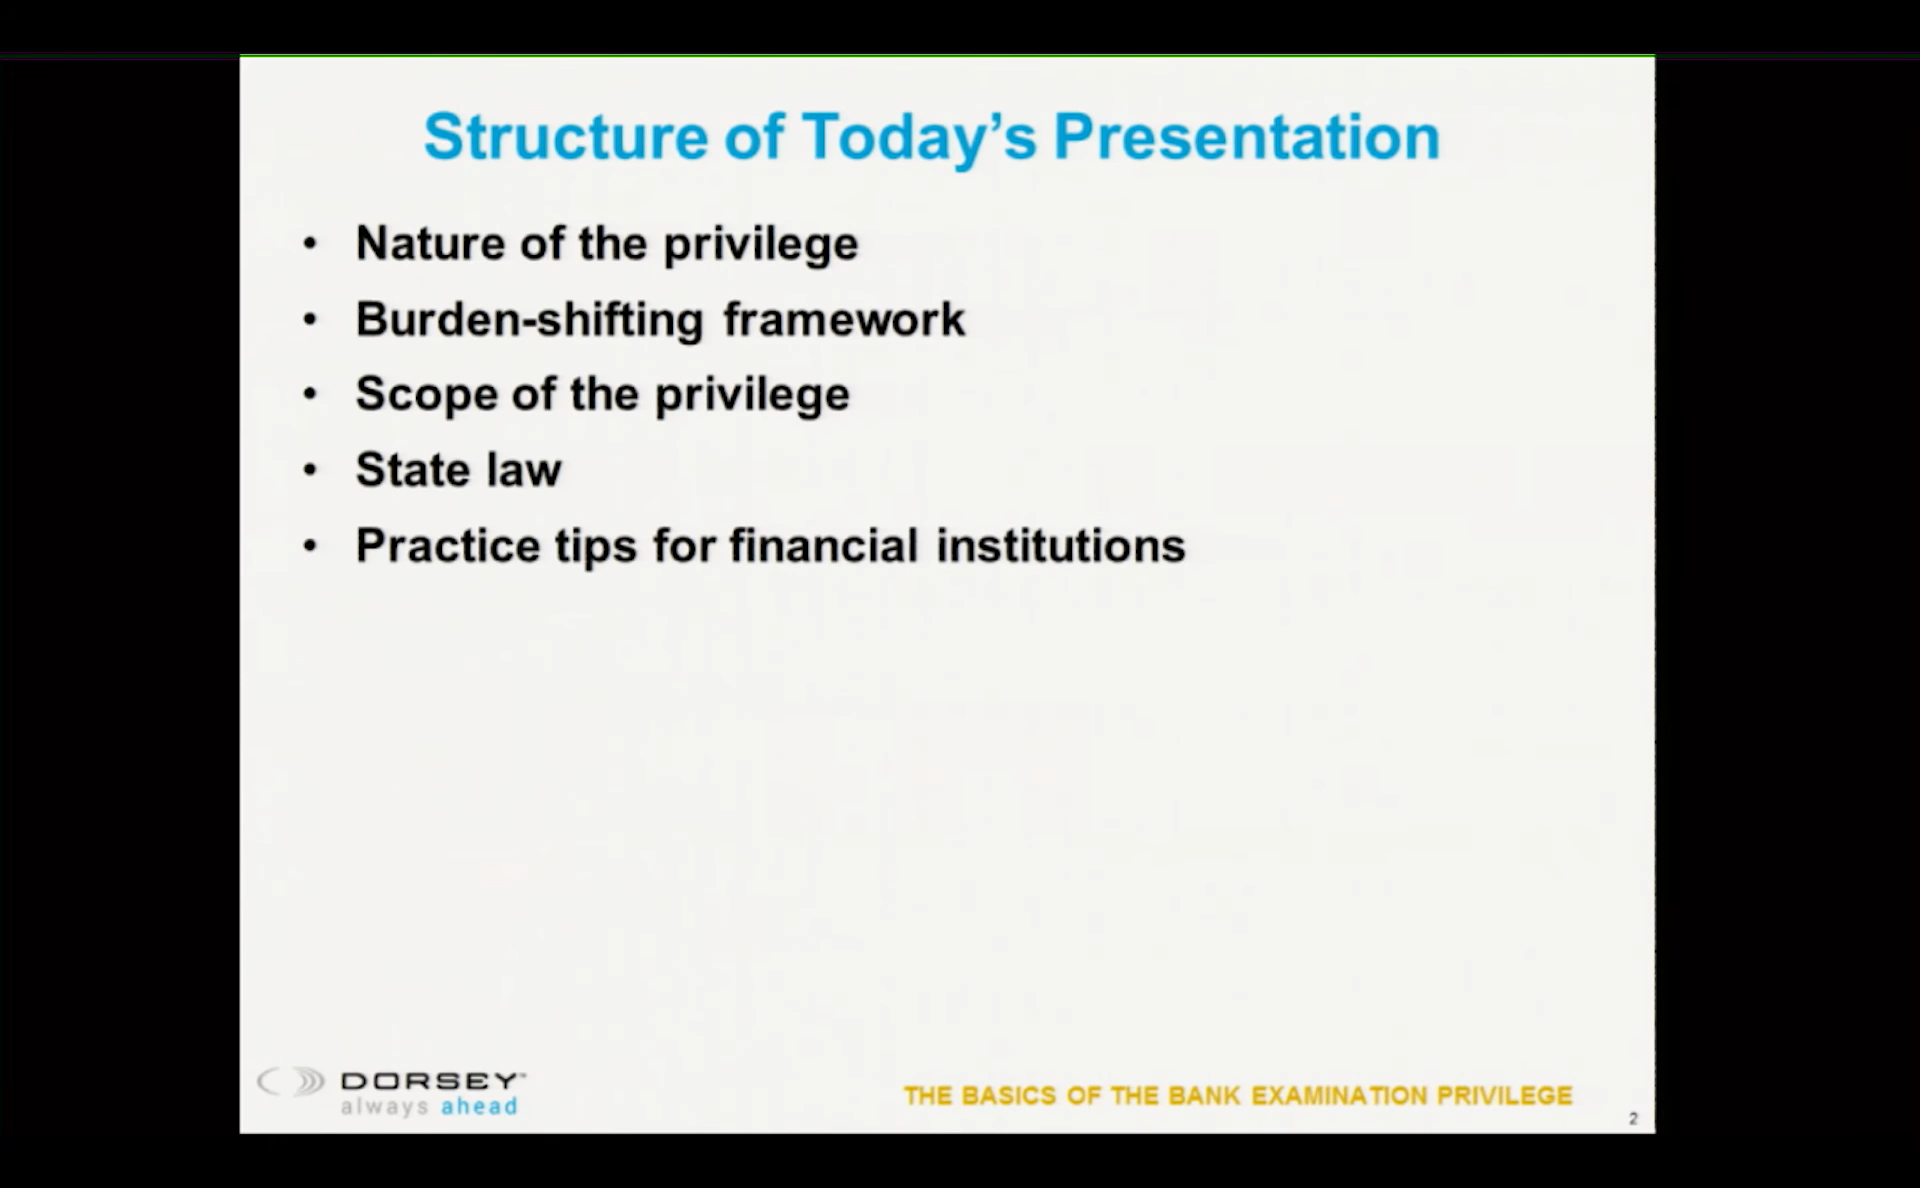 Structure of Today’s Presentation
• Nature of the privilege
• Burden-shifting framework
• Scope of the privilege
• State law
• Practice tips for financial institutions
DORSEY™
always ahead
THE BASICS OF THE BANK EXAMINATION PRIVILEGE
2